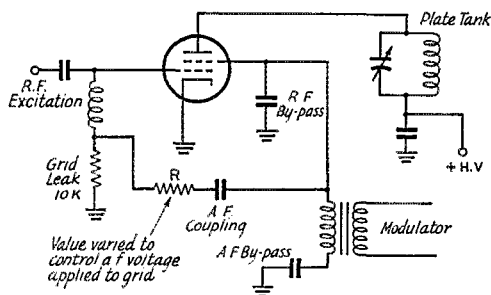 Plate Tank
R.F.
Excitation
R F
By-pass
+ H.V
Grid
Leak
10 K
R
A F
Coupling
Modulator
Value varied to
control a f voltage
applied to grid
A F By-pass